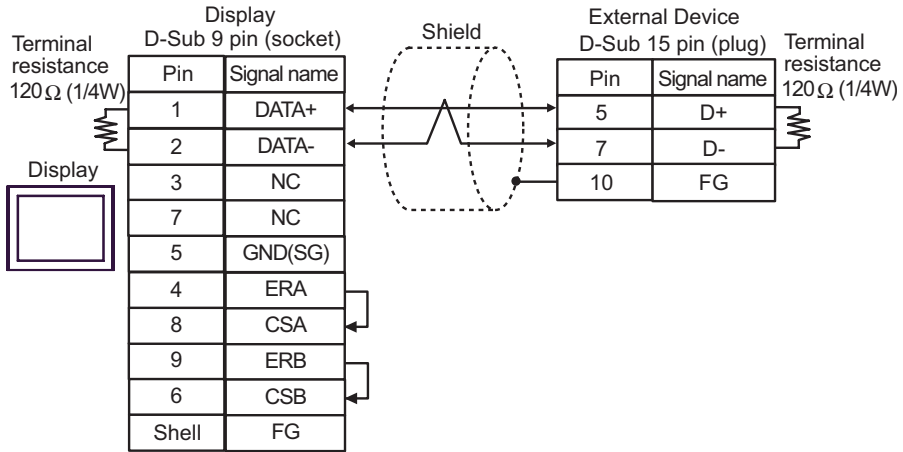 Display
D-Sub 9 pin (socket)
Shield
External Device
D-Sub 15 pin (plug)
Terminal
resistance
120Ω (1/4W)
Terminal
resistance
120Ω (1/4W)
Display
Pin Signal name
1 DATA+
2 DATA-
3 NC
7 NC
5 GND(SG)
4 ERA
8 CSA
9 ERB
6 CSB
Shell FG
Pin Signal name
5 D+
7 D-
10 FG